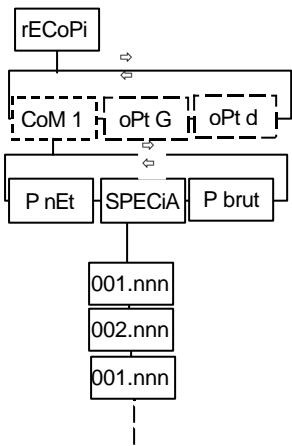 rECoPi
CoM 1 oPt G oPt d
P nEt SPECiA P brut
001.nnn
002.nnn
001.nnn